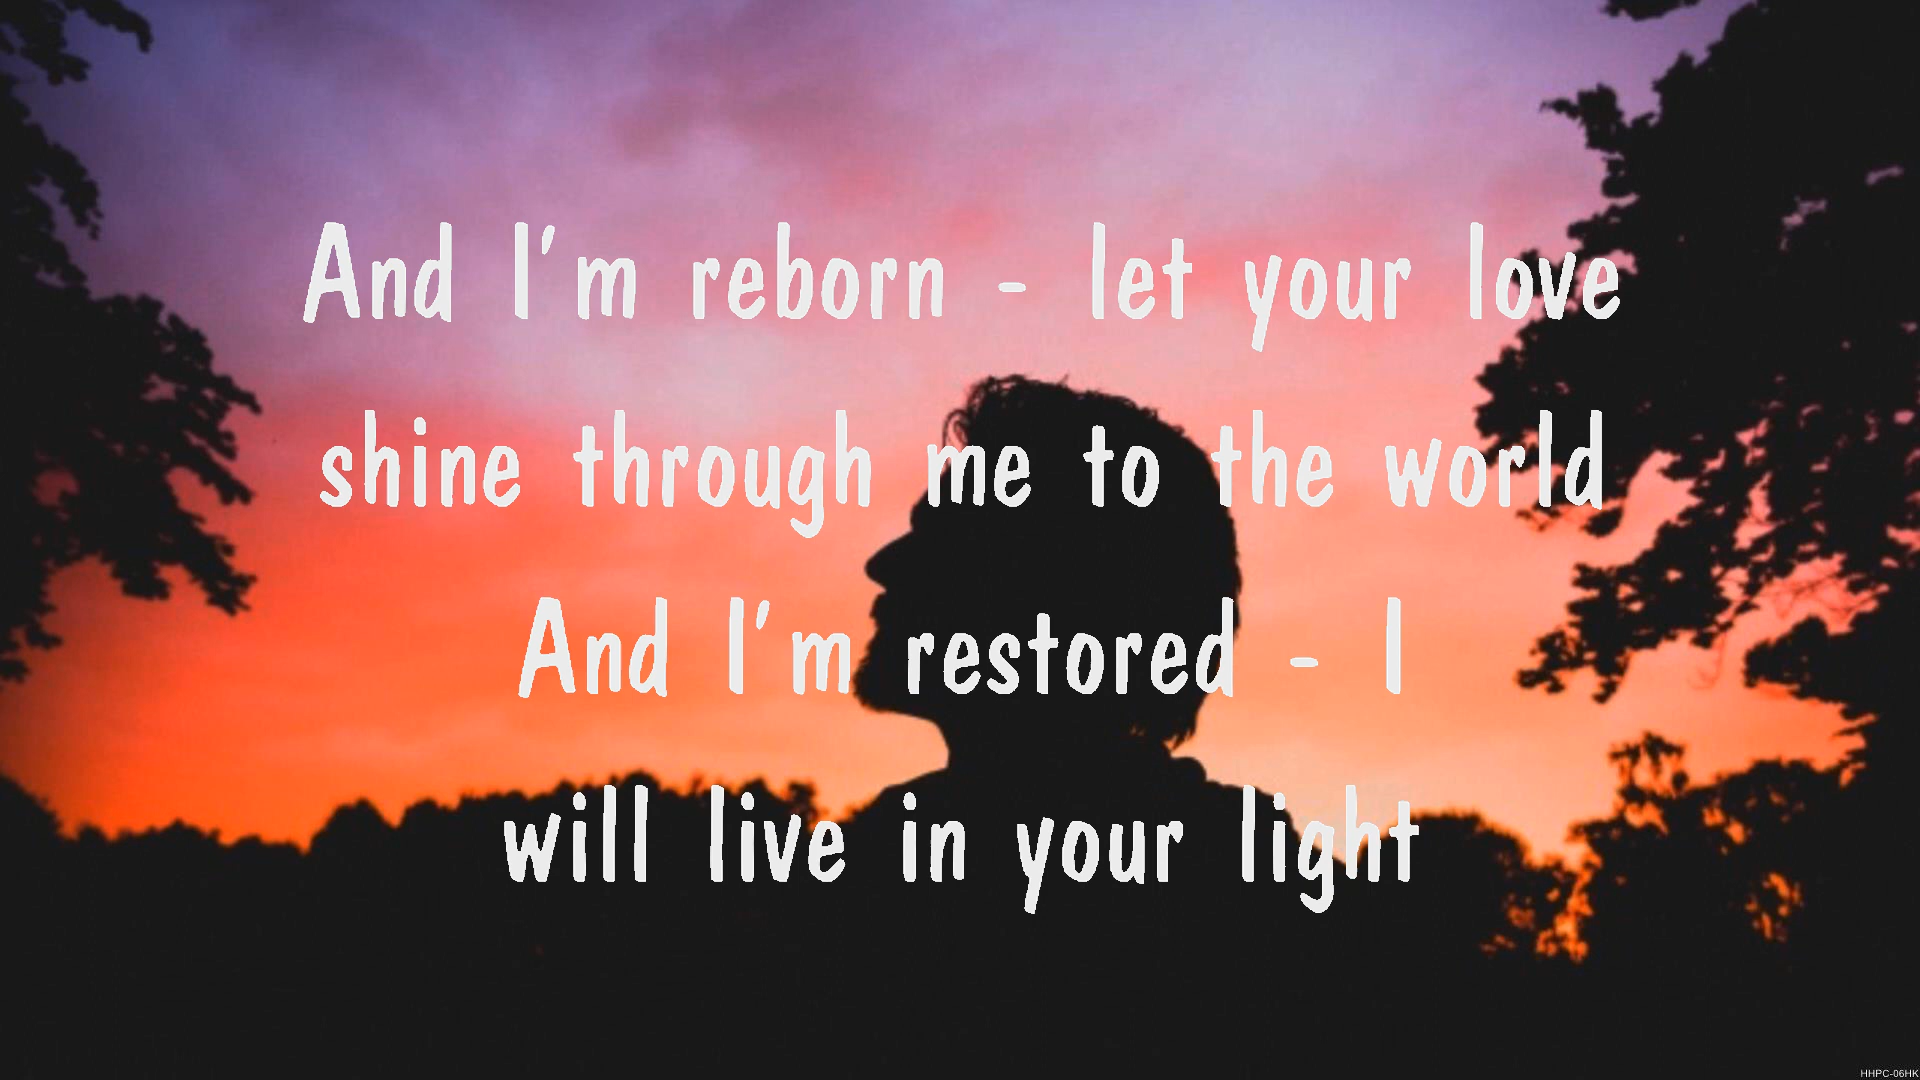 And I'm reborn - let your love
shine through me to the world
And I'm restored - I
will live in your light
HHPC-06HK